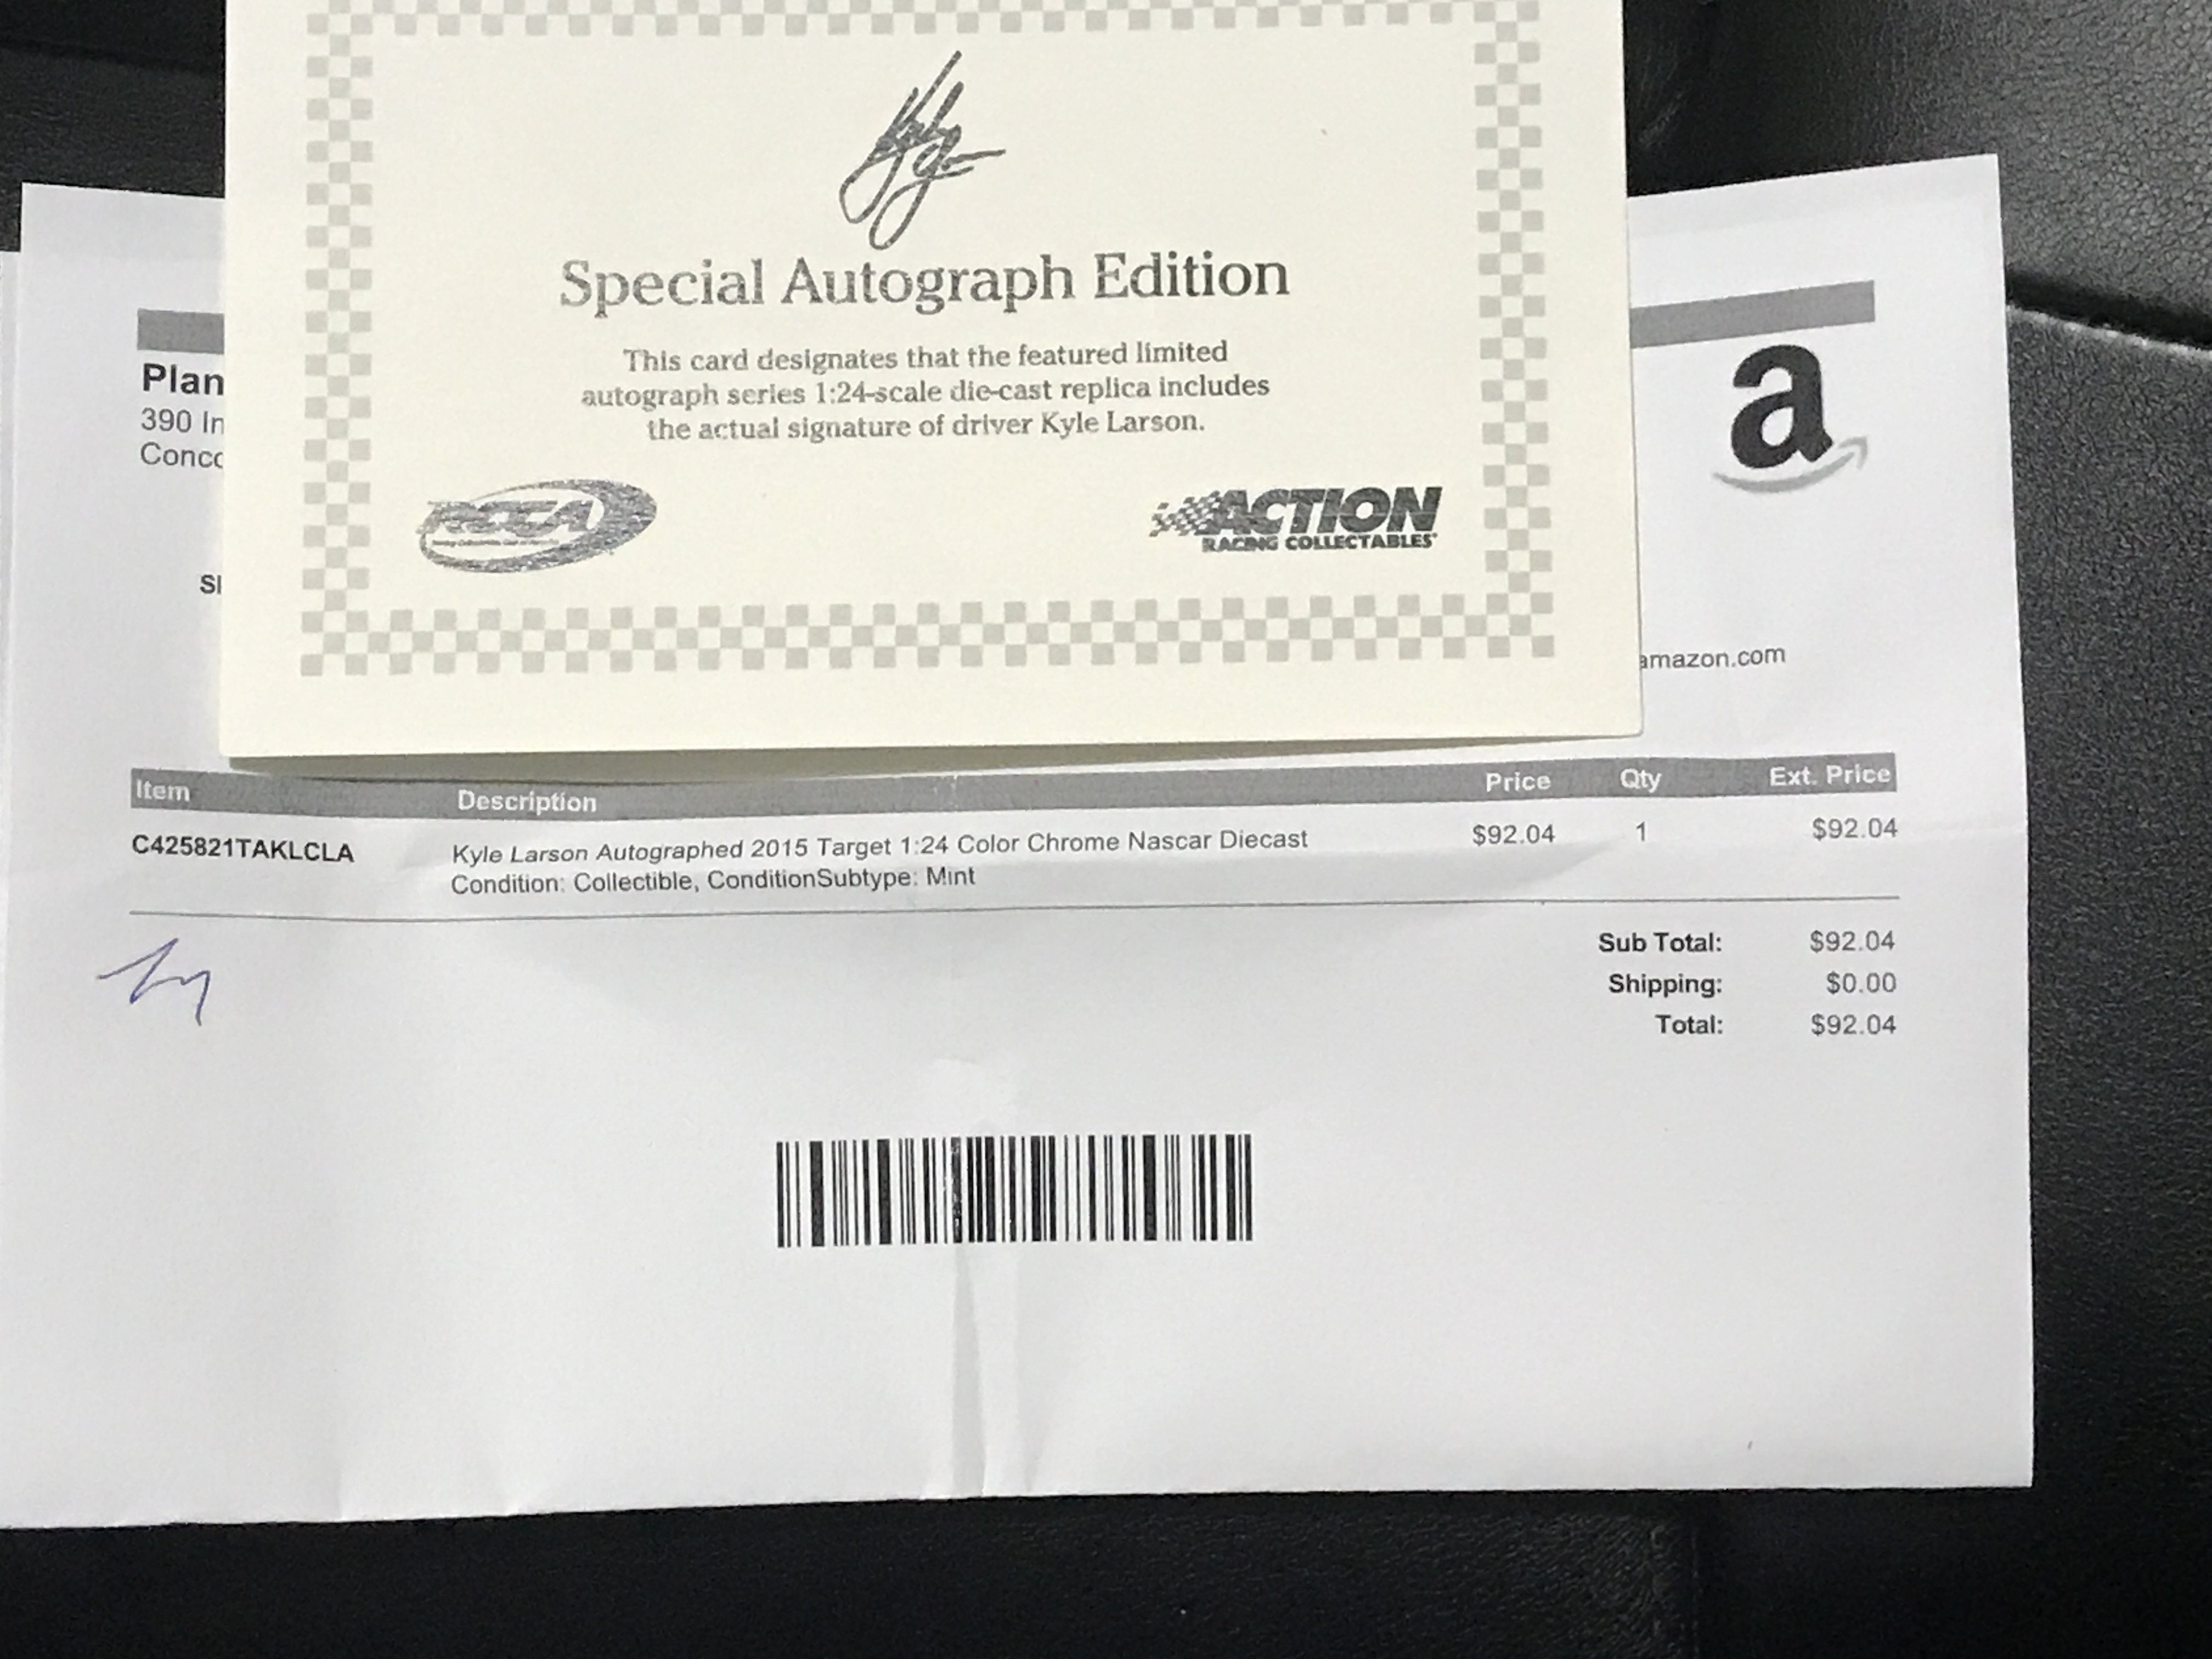 Special Autograph Edition
This card designates that the featured limited
autograph series 1:24-scale die-cast replica includes
the actual signature of driver Kyle Larson.
RCCA
ACTION
RACING COLLECTABLES
Plan
390 In
Conc
a
SI
amazon.com
Item Description Price Qty Ext. Price
C425821TAKLCLA Kyle Larson Autographed 2015 Target 1:24 Color Chrome Nascar Diecast $92.04 1 $92.04
Condition: Collectible, ConditionSubtype: Mint
Sub Total: $92.04
Shipping: $0.00
Total: $92.04